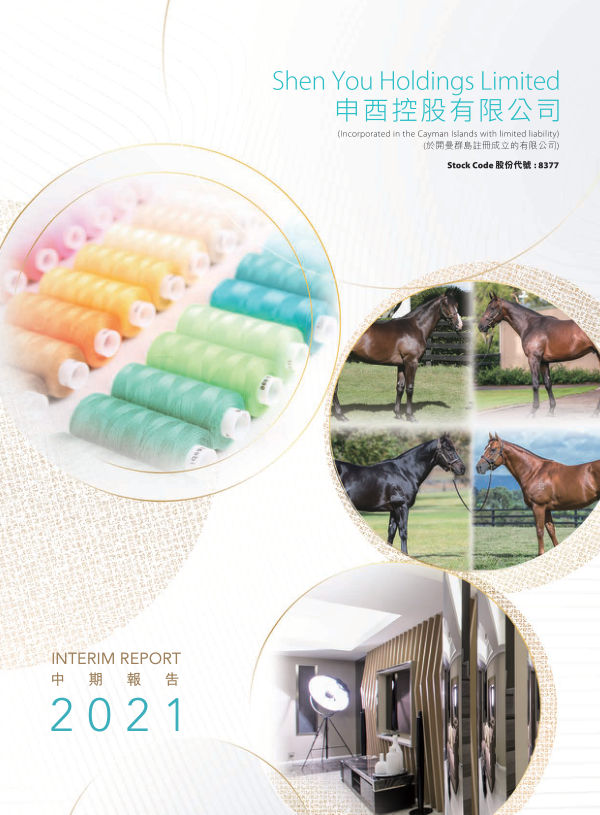 Shen You Holdings Limited
申酉控股有限公司
(Incorporated in the Cayman Islands with limited liability)
(於開曼群島註冊成立的有限公司)
Stock Code 股份代號 : 8377
INTERIM REPORT
中期報告
2021